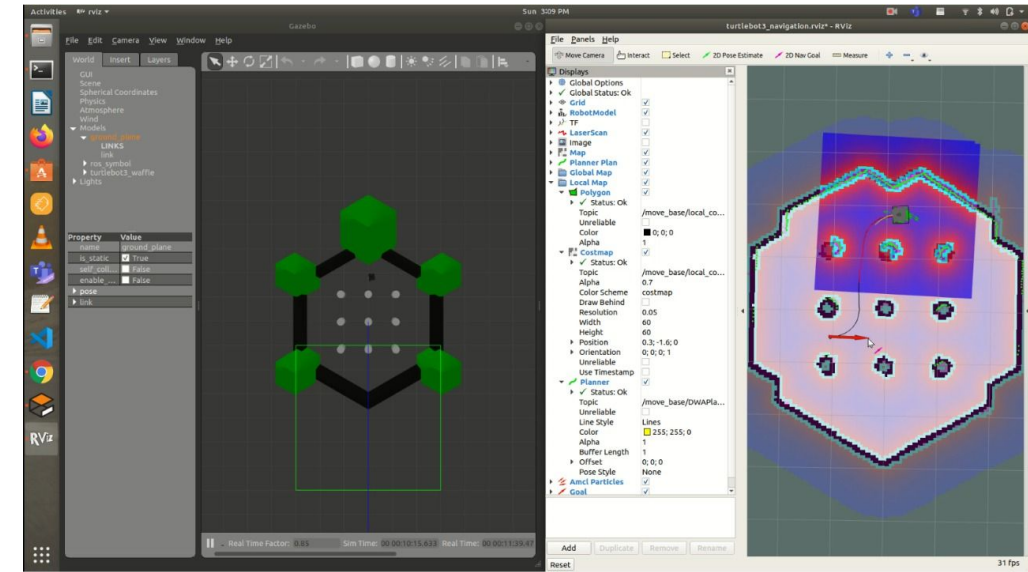 Activities
rviz
Sun 3:09 PM
Gazebo
turtlebot3_navigation.rviz* - RViz
File Edit Camera View Window Help
World Insert Layers
GUI
Scene
Spherical Coordinates
Physics
Atmosphere
Wind
Models
ground_plane
LINKS
link
ros_symbol
turtlebot3_waffle
Lights
Property Value
name ground_plane
is_static True
self_coll... False
enable_... False
pose
link
RViz
Real Time Factor: 0.85 Sim Time: 00 00:10:15.633 Real Time: 00 00:11:39.47
File Panels Help
Move Camera Interact Select 2D Pose Estimate 2D Nav Goal Measure
Displays
Global Options
Global Status: Ok
Grid
RobotModel
TF
LaserScan
Image
Map
Planner Plan
Global Map
Local Map
Polygon
Status: Ok
Topic /move_base/local_co...
Unreliable
Color 0; 0; 0
Alpha 1
Costmap
Status: Ok
Topic /move_base/local_co...
Alpha 0.7
Color Scheme costmap
Draw Behind
Resolution 0.05
Width 60
Height 60
Position 0.3; -1.6; 0
Orientation 0; 0; 0; 1
Unreliable
Use Timestamp
Planner
Status: Ok
Topic /move_base/DWAPla...
Unreliable
Line Style Lines
Color 255; 255; 0
Alpha 1
Buffer Length 1
Offset 0; 0; 0
Pose Style None
Amcl Particles
Goal
Add Duplicate Remove Rename
Reset
31 fps